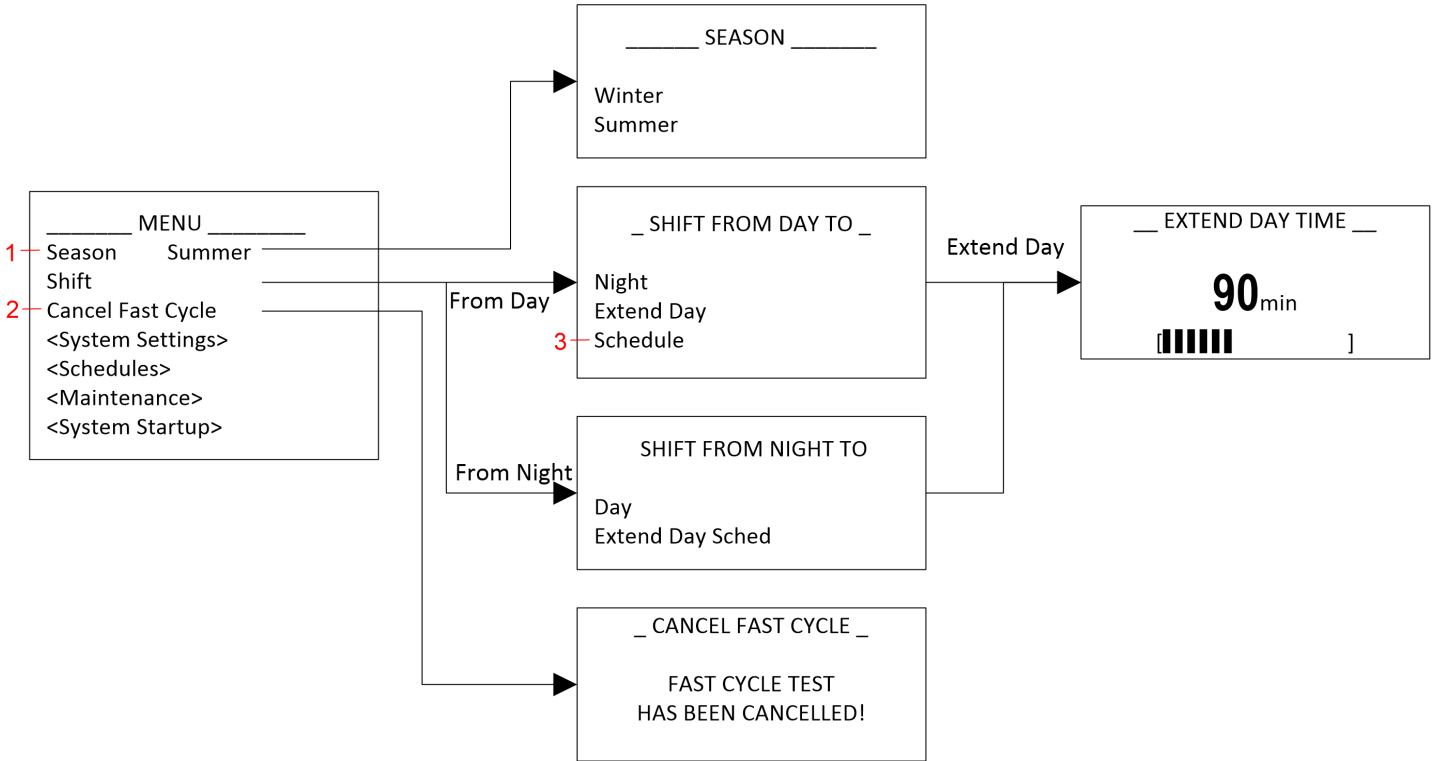 ______ SEASON _______
Winter
Summer
_______ MENU ________
1 Season Summer
Shift
2 Cancel Fast Cycle
<System Settings>
<Schedules>
<Maintenance>
<System Startup>
From Day
_ SHIFT FROM DAY TO _
Night
Extend Day
3 Schedule
Extend Day
__ EXTEND DAY TIME __
90min
[▮▮▮▮▮▮ ]
From Night
SHIFT FROM NIGHT TO
Day
Extend Day Sched
_ CANCEL FAST CYCLE _
FAST CYCLE TEST
HAS BEEN CANCELLED!